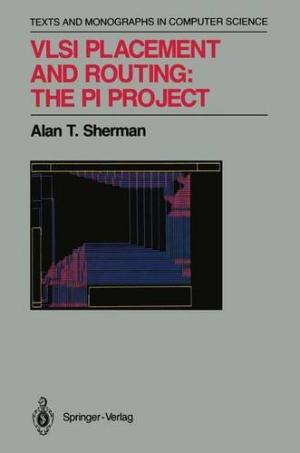 TEXTS AND MONOGRAPHS IN COMPUTER SCIENCE
VLSI PLACEMENT
AND ROUTING:
THE PI PROJECT
Alan T. Sherman
Springer-Verlag